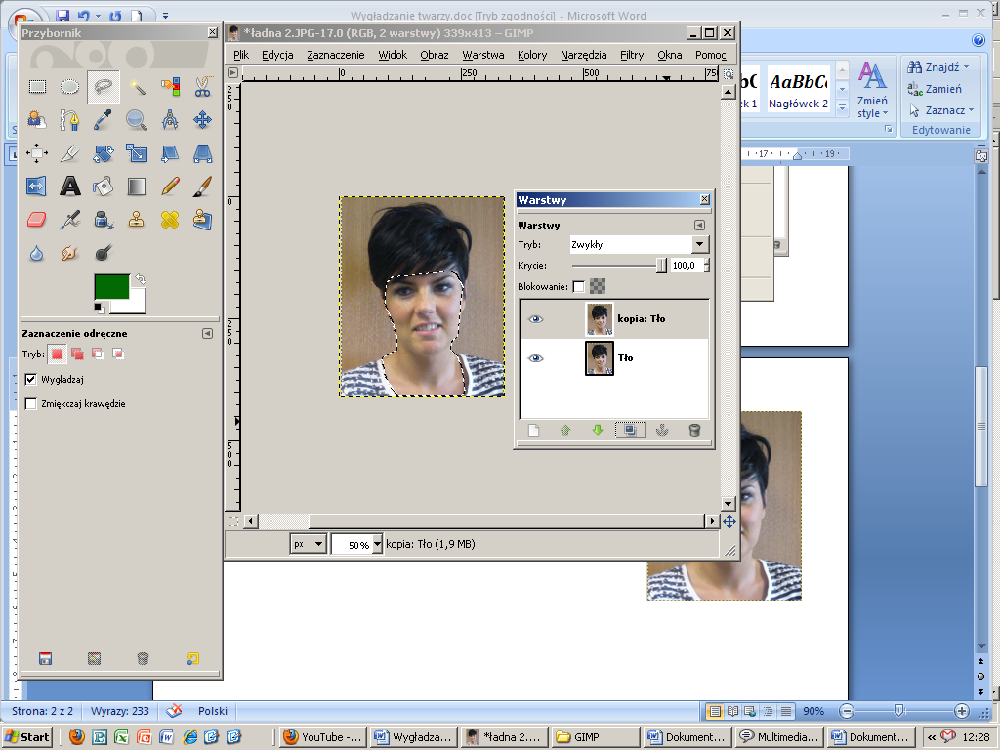 Wygładzanie twarzy.doc [Tryb zgodności] - Microsoft Word
Przybornik
*ładna 2.JPG-17.0 (RGB, 2 warstwy) 339x413 – GIMP
Plik Edycja Zaznaczenie Widok Obraz Warstwa Kolory Narzędzia Filtry Okna Pomoc
0 250 500 750
AaBbCc
Nagłówek 2
Zmień style
Znajdź
Zamień
Zaznacz
Edytowanie
17 19
Warstwy
Warstwy
Tryb: Zwykły
Krycie: 100,0
Blokowanie:
kopia: Tło
Tło
Zaznaczenie odręczne
Tryb:
Wygładzaj
Zmiękczaj krawędzie
px 50% kopia: Tło (1,9 MB)
Strona: 2 z 2 Wyrazy: 233 Polski 90%
Start YouTube -... Wygładza... *ładna 2.... GIMP Dokument... Multimedia... Dokument... « 12:28